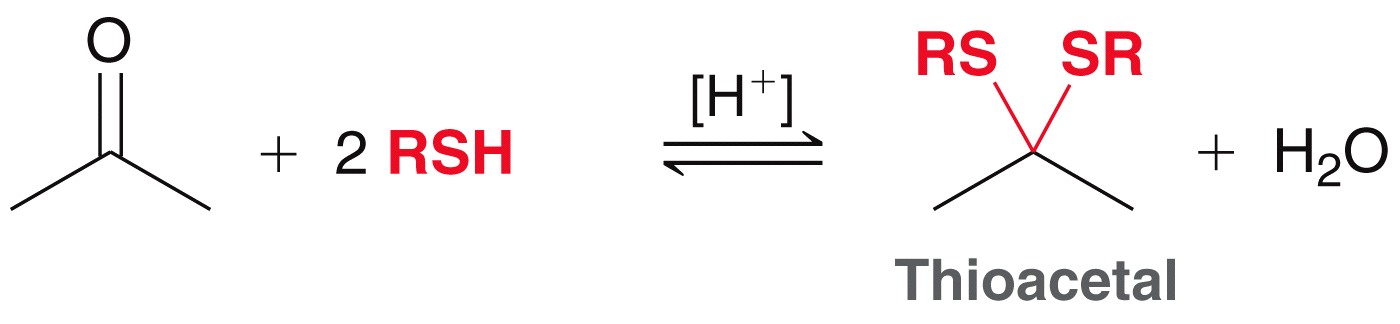 O
+ 2 RSH [H⁺] RS SR + H₂O
Thioacetal